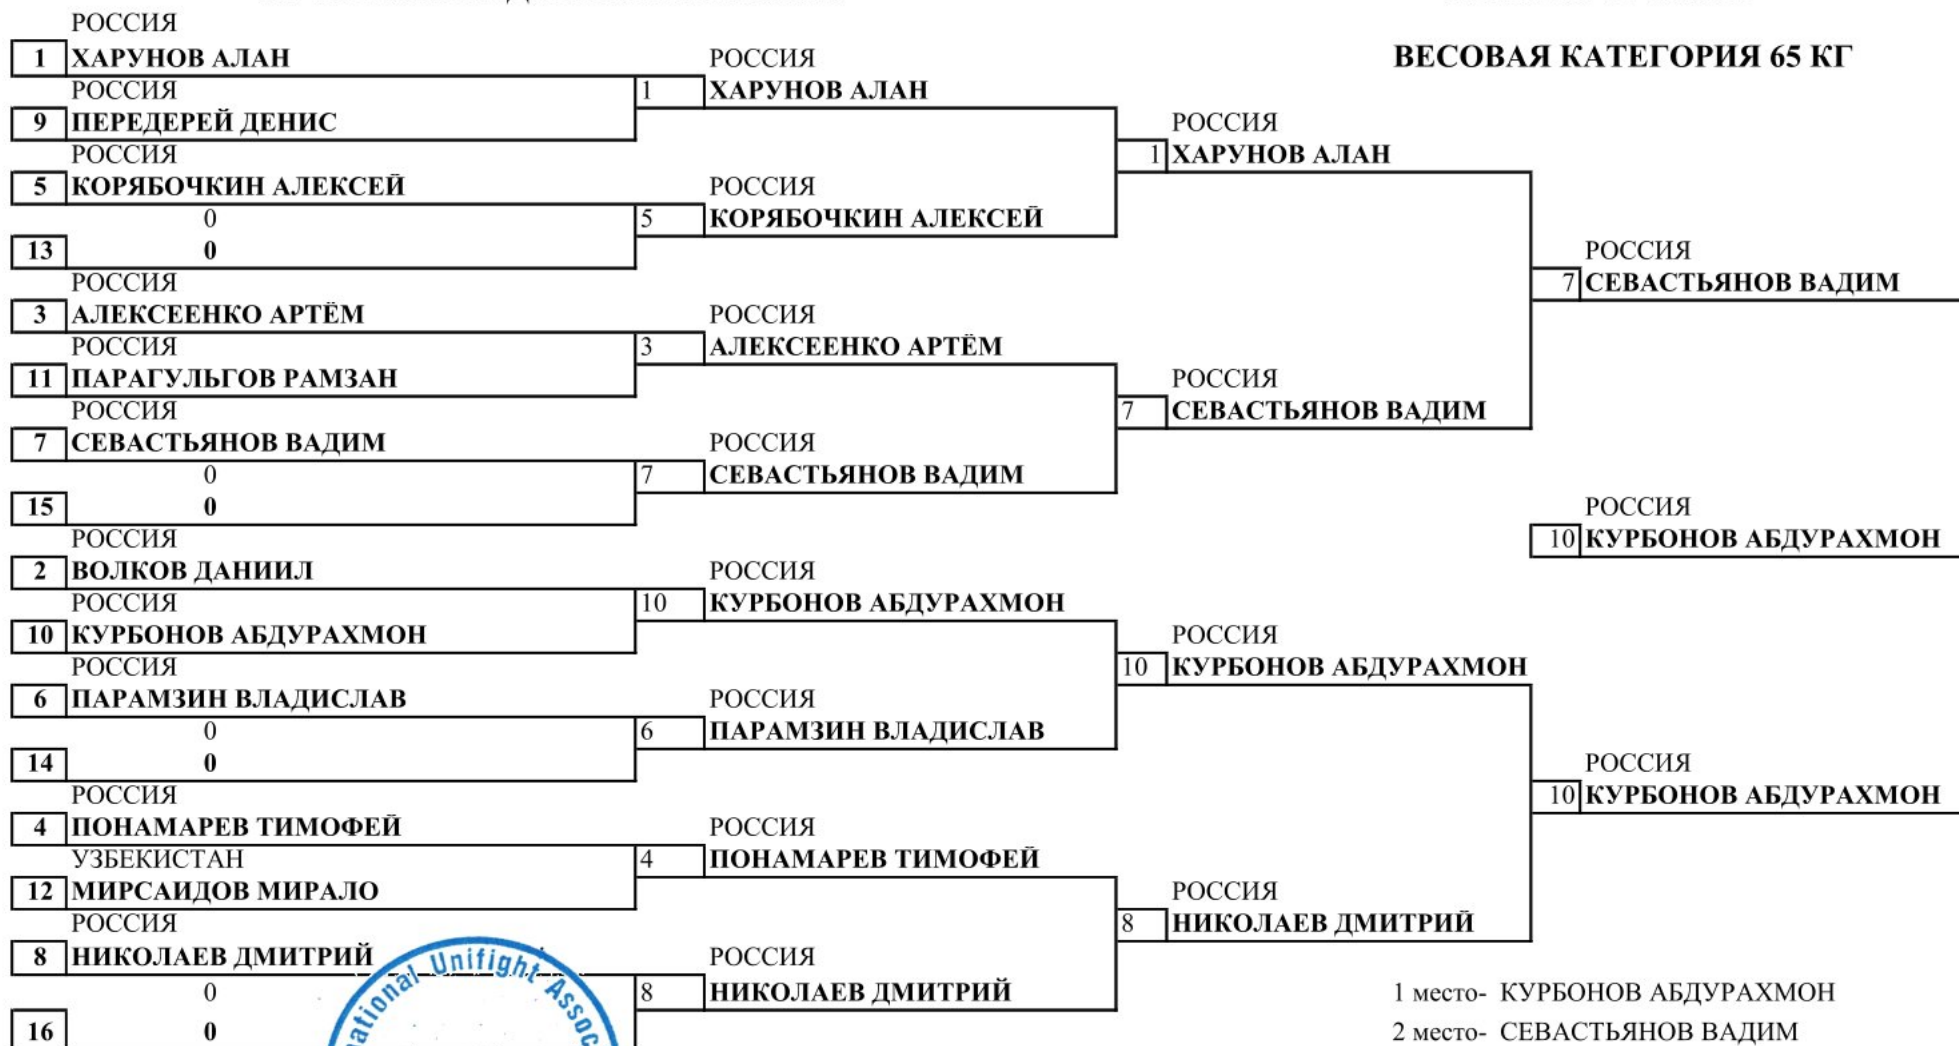 РОССИЯ
1 ХАРУНОВ АЛАН
РОССИЯ
9 ПЕРЕДЕРЕЙ ДЕНИС
РОССИЯ
5 КОРЯБОЧКИН АЛЕКСЕЙ
0
13 0
РОССИЯ
3 АЛЕКСЕЕНКО АРТЁМ
РОССИЯ
11 ПАРАГУЛЬГОВ РАМЗАН
РОССИЯ
7 СЕВАСТЬЯНОВ ВАДИМ
0
15 0
РОССИЯ
2 ВОЛКОВ ДАНИИЛ
РОССИЯ
10 КУРБОНОВ АБДУРАХМОН
РОССИЯ
6 ПАРАМЗИН ВЛАДИСЛАВ
0
14 0
РОССИЯ
4 ПОНАМАРЕВ ТИМОФЕЙ
УЗБЕКИСТАН
12 МИРСАИДОВ МИРАЛО
РОССИЯ
8 НИКОЛАЕВ ДМИТРИЙ
0
16 0
РОССИЯ
1 ХАРУНОВ АЛАН
РОССИЯ
5 КОРЯБОЧКИН АЛЕКСЕЙ
РОССИЯ
3 АЛЕКСЕЕНКО АРТЁМ
РОССИЯ
7 СЕВАСТЬЯНОВ ВАДИМ
РОССИЯ
10 КУРБОНОВ АБДУРАХМОН
РОССИЯ
6 ПАРАМЗИН ВЛАДИСЛАВ
РОССИЯ
4 ПОНАМАРЕВ ТИМОФЕЙ
РОССИЯ
8 НИКОЛАЕВ ДМИТРИЙ
РОССИЯ
1 ХАРУНОВ АЛАН
РОССИЯ
7 СЕВАСТЬЯНОВ ВАДИМ
РОССИЯ
10 КУРБОНОВ АБДУРАХМОН
РОССИЯ
8 НИКОЛАЕВ ДМИТРИЙ
ВЕСОВАЯ КАТЕГОРИЯ 65 КГ
РОССИЯ
7 СЕВАСТЬЯНОВ ВАДИМ
РОССИЯ
10 КУРБОНОВ АБДУРАХМОН
РОССИЯ
10 КУРБОНОВ АБДУРАХМОН
1 место- КУРБОНОВ АБДУРАХМОН
2 место- СЕВАСТЬЯНОВ ВАДИМ
Unifight